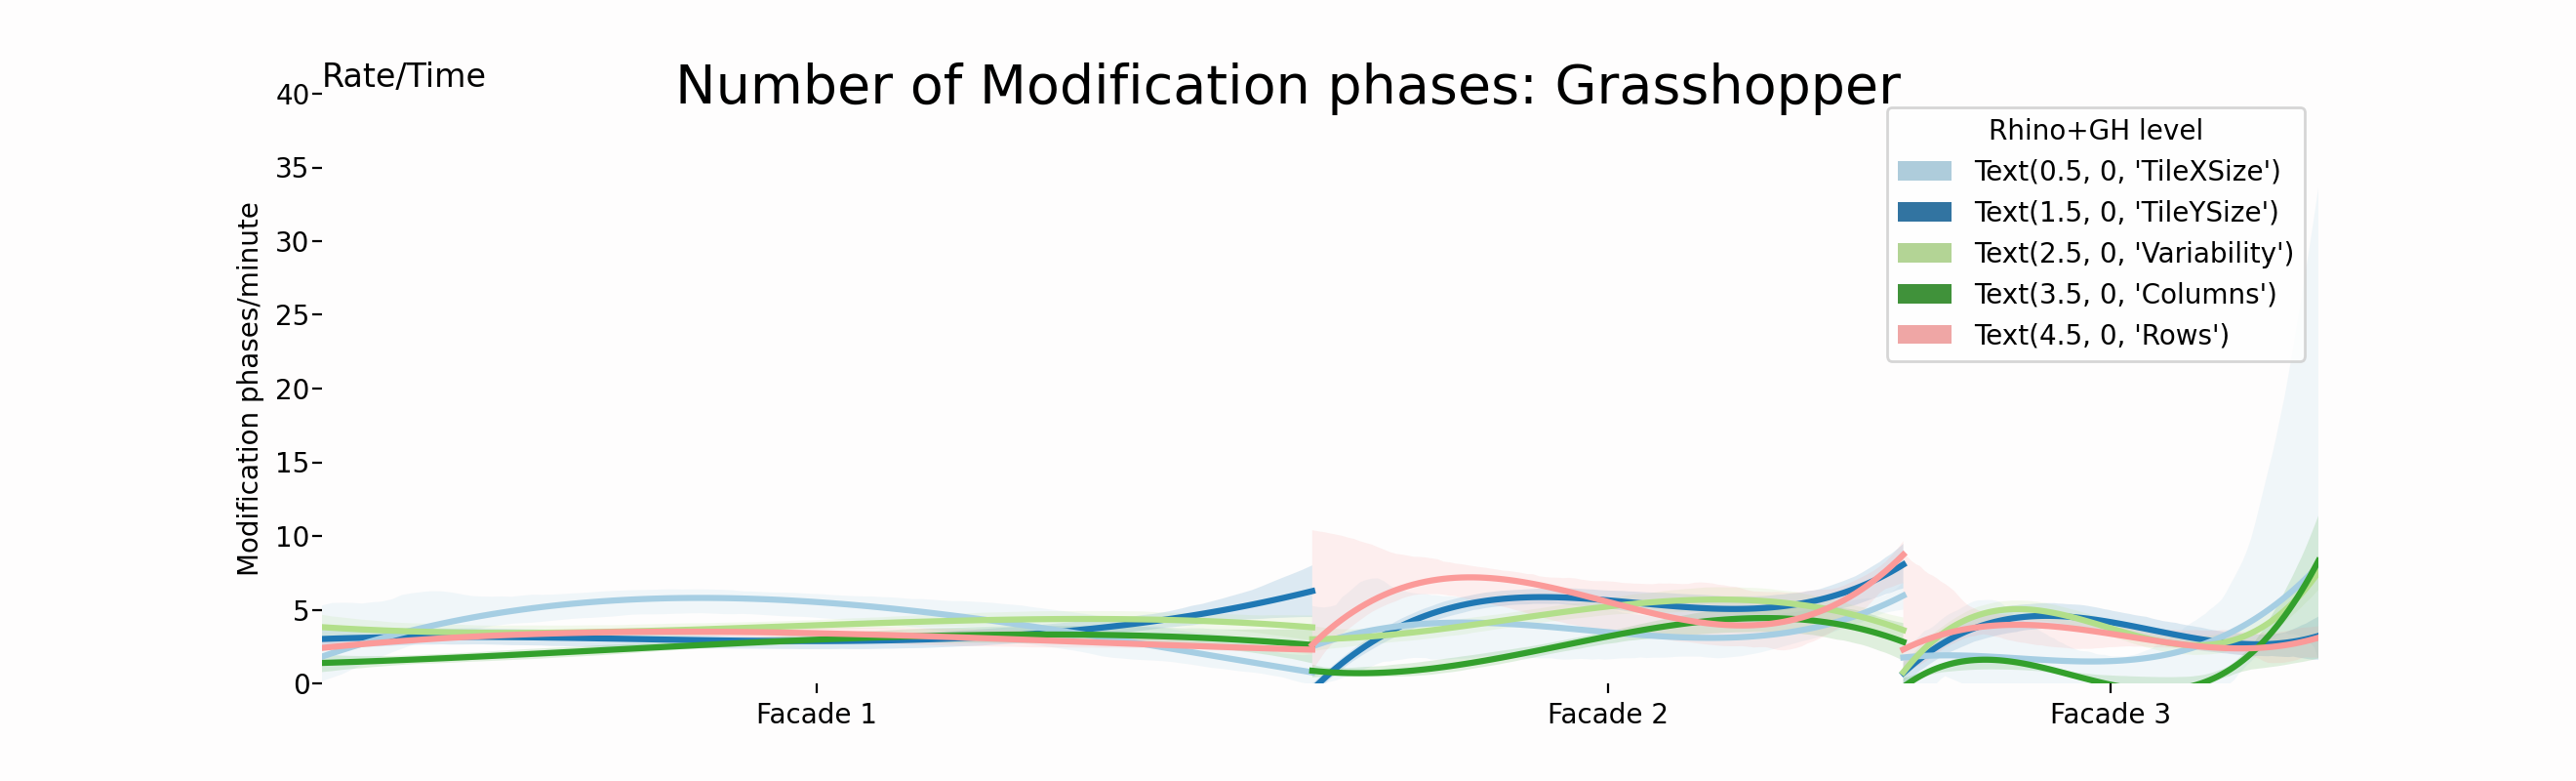 Rate/Time
Number of Modification phases: Grasshopper
Modification phases/minute
40
35
30
25
20
15
10
5
0
Rhino+GH level
Text(0.5, 0, 'TileXSize')
Text(1.5, 0, 'TileYSize')
Text(2.5, 0, 'Variability')
Text(3.5, 0, 'Columns')
Text(4.5, 0, 'Rows')
Facade 1
Facade 2
Facade 3